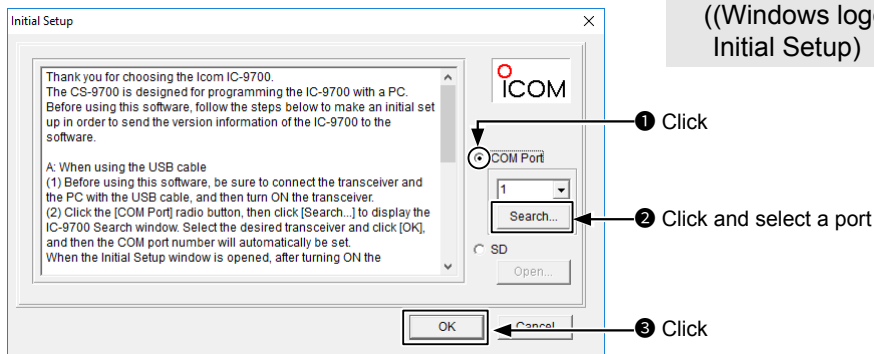 Initial Setup
((Windows logo
Initial Setup)
Thank you for choosing the Icom IC-9700.
The CS-9700 is designed for programming the IC-9700 with a PC.
Before using this software, follow the steps below to make an initial set
up in order to send the version information of the IC-9700 to the
software.
A: When using the USB cable
(1) Before using this software, be sure to connect the transceiver and
the PC with the USB cable, and then turn ON the transceiver.
(2) Click the [COM Port] radio button, then click [Search...] to display the
IC-9700 Search window. Select the desired transceiver and click [OK],
and then the COM port number will automatically be set.
When the Initial Setup window is opened, after turning ON the
ICOM
❶ Click
COM Port
1
Search...
❷ Click and select a port
SD
Open...
OK
Cancel
❸ Click